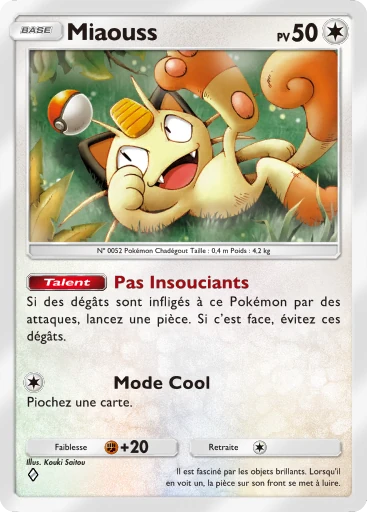 BASE Miaouss PV 50
N° 0052 Pokémon Chadégout Taille : 0,4 m Poids : 4,2 kg
Talent Pas Insouciants
Si des dégâts sont infligés à ce Pokémon par des
attaques, lancez une pièce. Si c'est face, évitez ces
dégâts.
Mode Cool
Piochez une carte.
Faiblesse +20 Retraite
Illus. Kouki Saitou
Il est fasciné par les objets brillants. Lorsqu'il
en voit un, la pièce sur son front se met à luire.